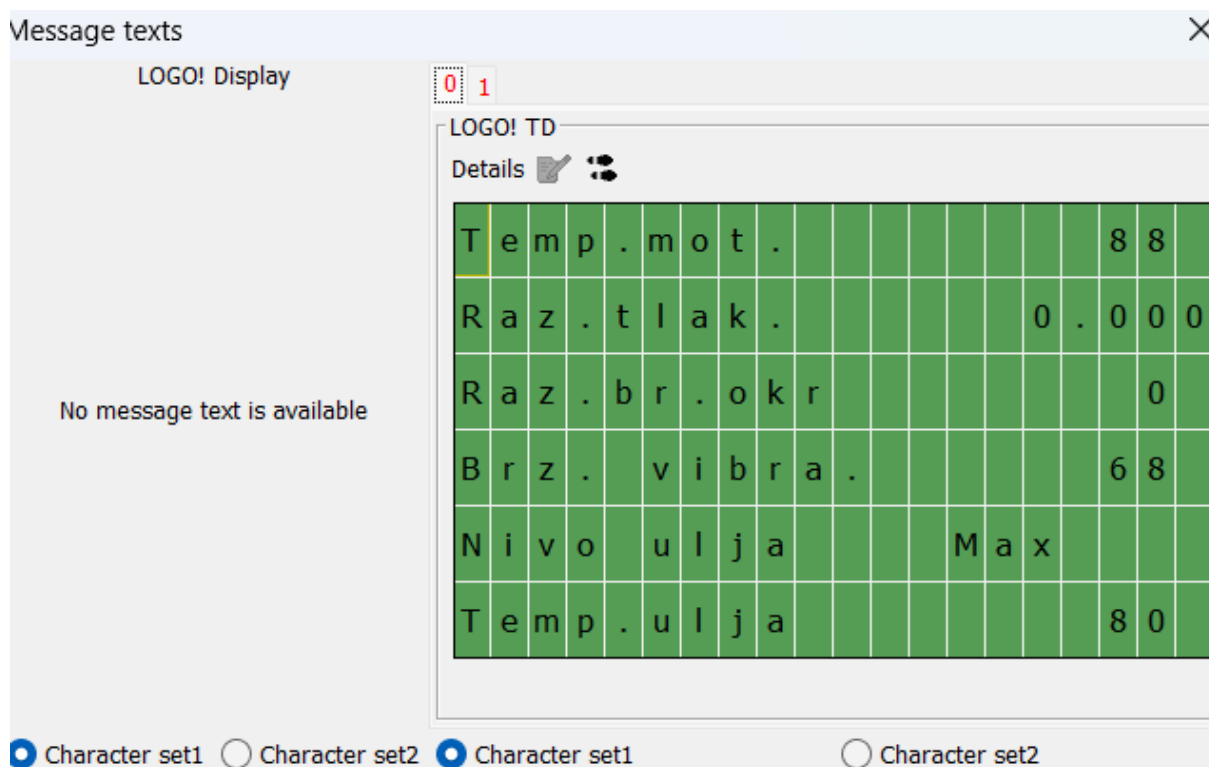 Message texts
LOGO! Display
0 1
LOGO! TD
Details
Temp.mot. 88
Raz.tlak. 0.000
No message text is available
Raz.br.okr 0
Brz. vibra. 68
Nivo ulja Max
Temp.ulja 80
Character set1 Character set2 Character set1 Character set2